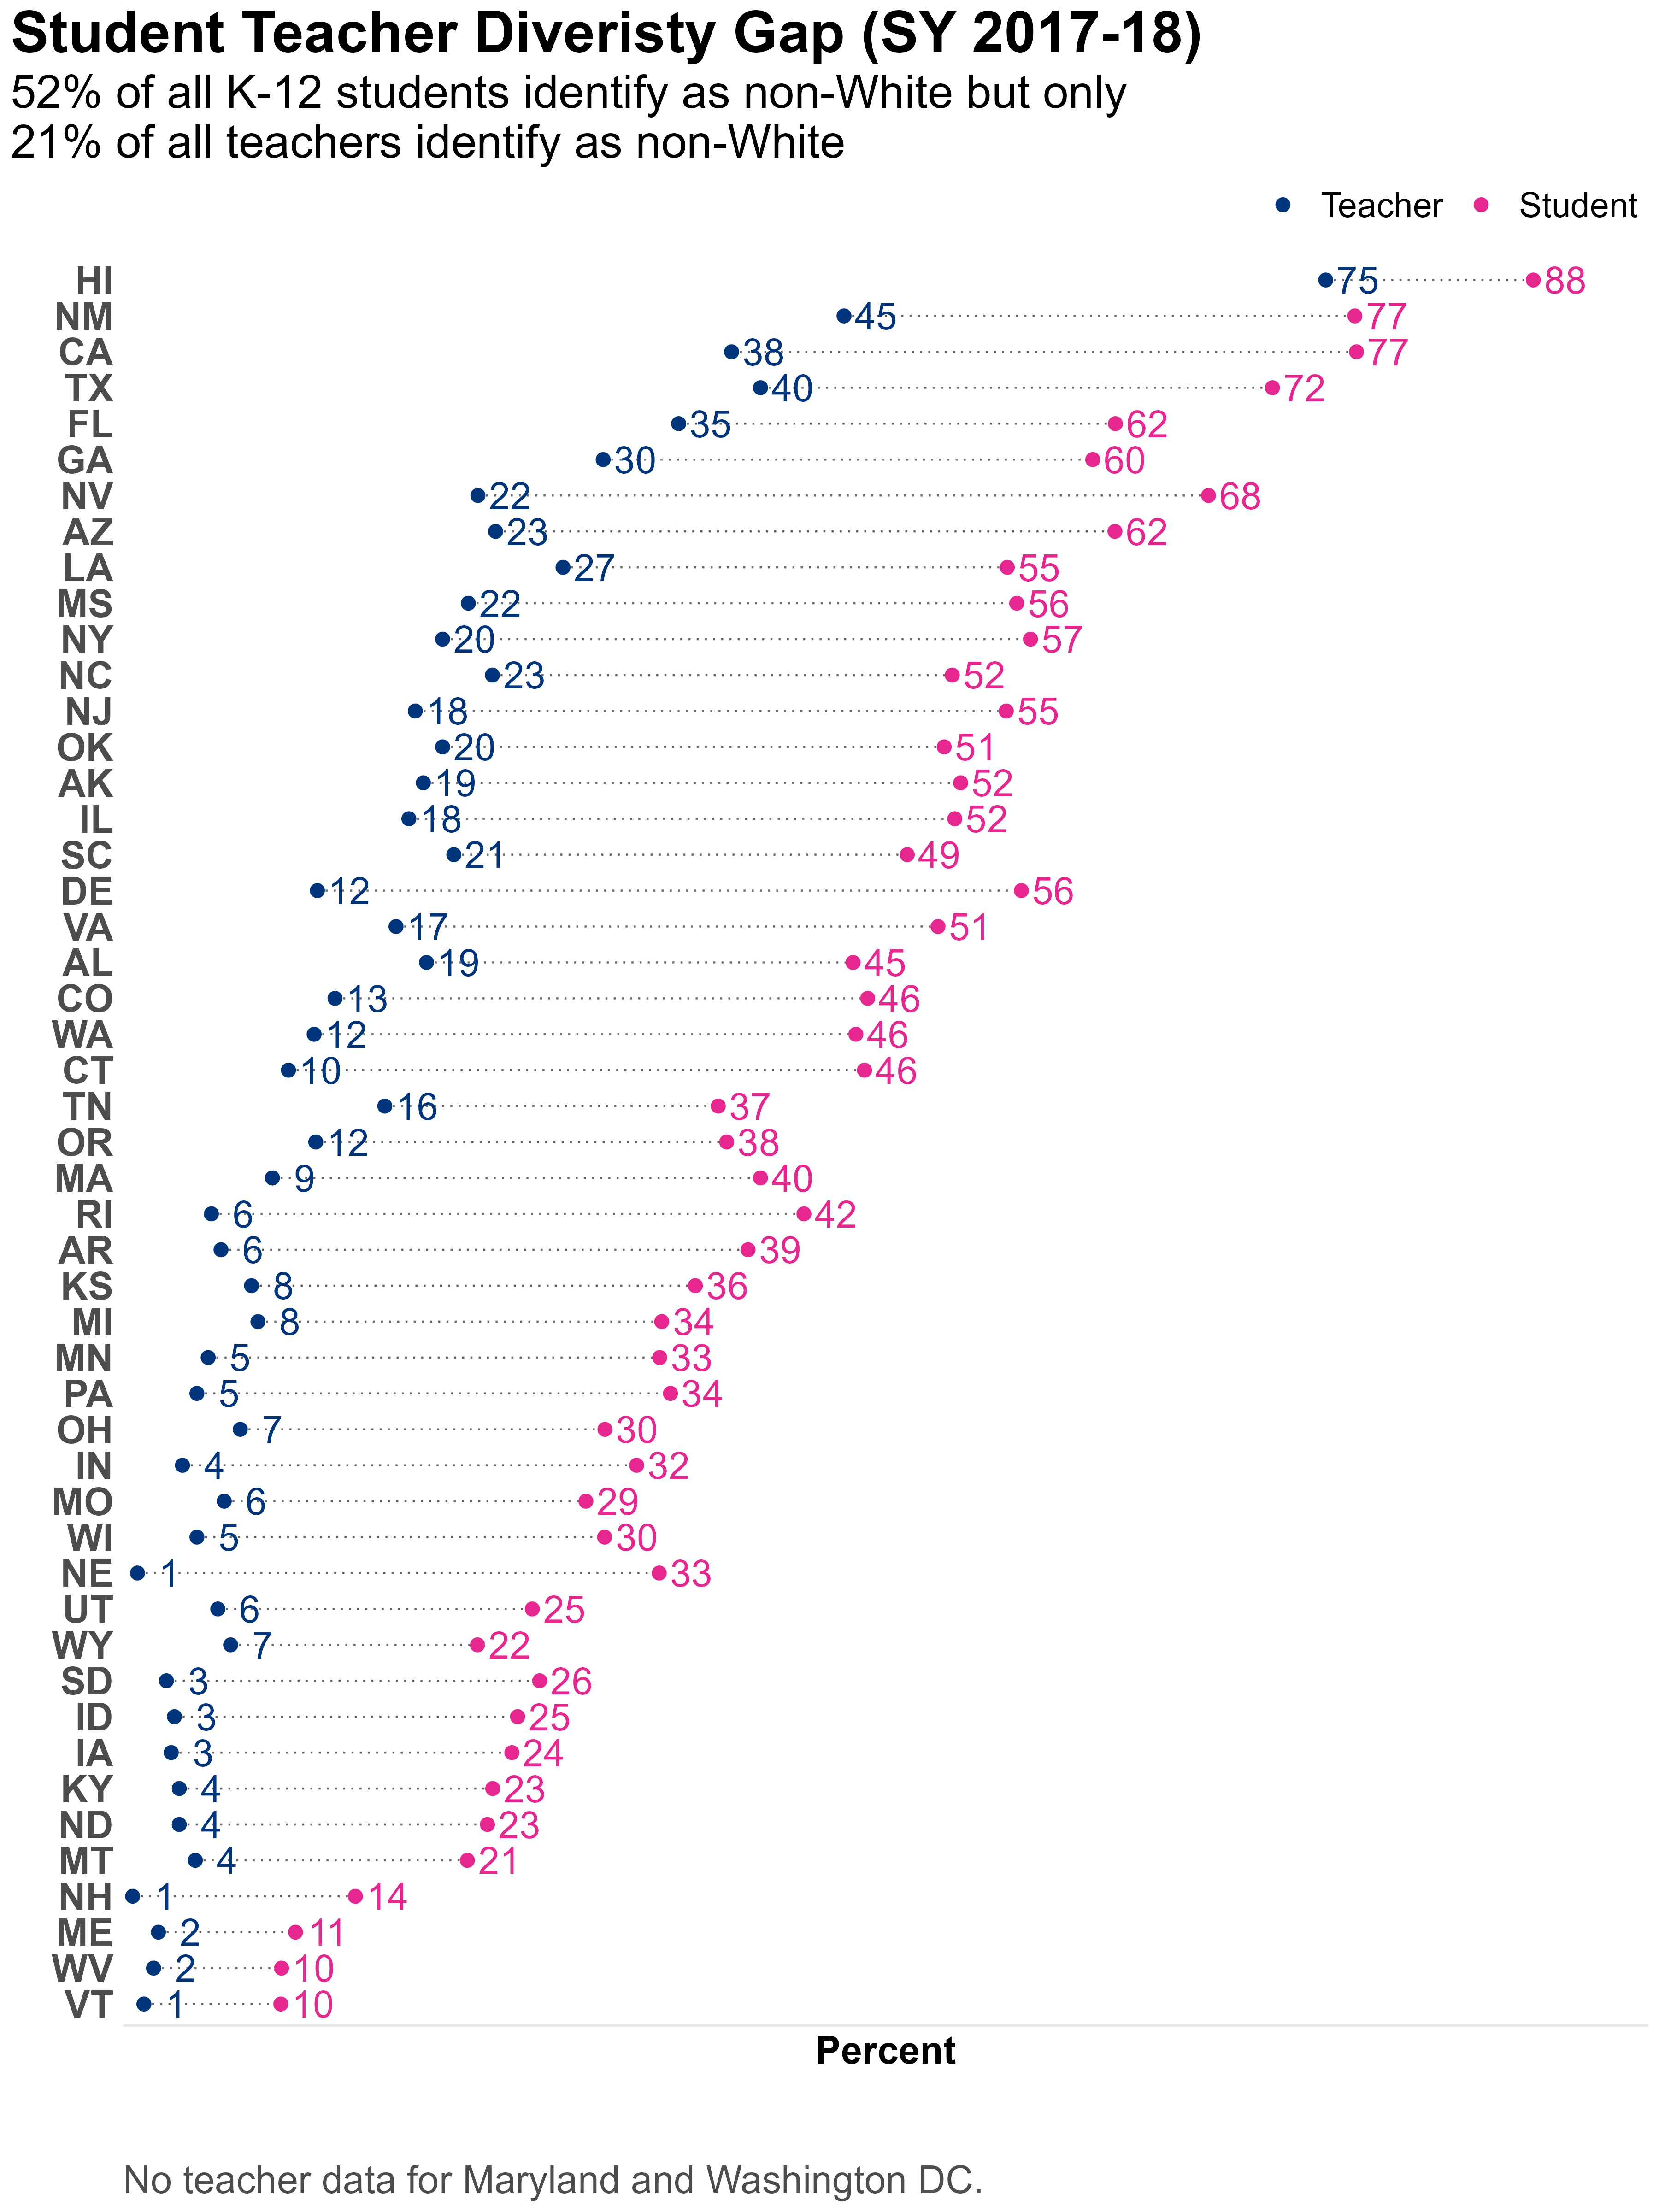 Student Teacher Diveristy Gap (SY 2017-18)
52% of all K-12 students identify as non-White but only
21% of all teachers identify as non-White
Teacher Student
HI 75 88
NM 45 77
CA 38 77
TX 40 72
FL 35 62
GA 30 60
NV 22 68
AZ 23 62
LA 27 55
MS 22 56
NY 20 57
NC 23 52
NJ 18 55
OK 20 51
AK 19 52
IL 18 52
SC 21 49
DE 12 56
VA 17 51
AL 19 45
CO 13 46
WA 12 46
CT 10 46
TN 16 37
OR 12 38
MA 9 40
RI 6 42
AR 6 39
KS 8 36
MI 8 34
MN 5 33
PA 5 34
OH 7 30
IN 4 32
MO 6 29
WI 5 30
NE 1 33
UT 6 25
WY 7 22
SD 3 26
ID 3 25
IA 3 24
KY 4 23
ND 4 23
MT 4 21
NH 1 14
ME 2 11
WV 2 10
VT 1 10
Percent
No teacher data for Maryland and Washington DC.